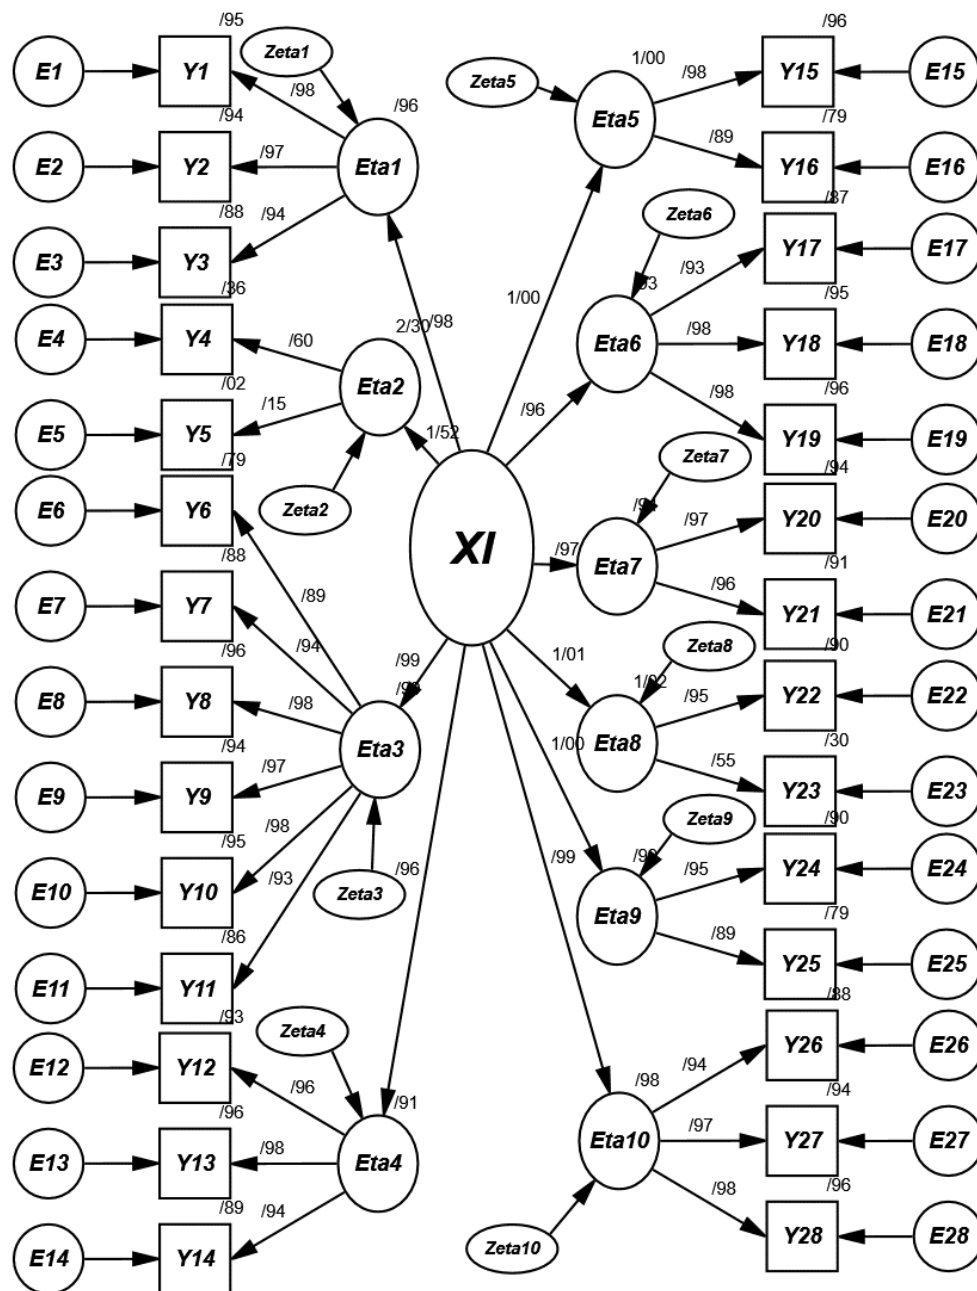 /95 /96
E1 Y1 Zeta1 /98 /96 1/00 Zeta5 /98 Y15 E15
/94 /79
E2 Y2 /97 Eta1 Eta5 /89 Y16 E16
/88 /94 Zeta6 /87
E3 Y3 /93 Y17 E17
/36 1/00 /95
E4 Y4 /60 2/30 /98 Eta6 /98 Y18 E18
/02 Eta2 /96 /98 /96
E5 Y5 /15 1/52 Y19 E19
/79 Zeta7 /94
E6 Y6 Zeta2 /97 Y20 E20
/88 XI /97 Eta7 /91
E7 Y7 /89 /96 Y21 E21
/96 /94 /99 1/01 Zeta8 /90
E8 Y8 /98 /95 Y22 E22
/94 Eta3 1/00 Eta8 /30
E9 Y9 /97 /55 Y23 E23
/95 /98 Zeta9 /90
E10 Y10 /93 Zeta3 /96 /99 /95 Y24 E24
/86 Eta9 /79
E11 Y11 /89 Y25 E25
/93 /88
E12 Y12 Zeta4 /96 /91 /98 /94 Y26 E26
/96 /94
E13 Y13 /98 Eta4 Eta10 /97 Y27 E27
/89 /94 /98 /96
E14 Y14 Zeta10 Y28 E28